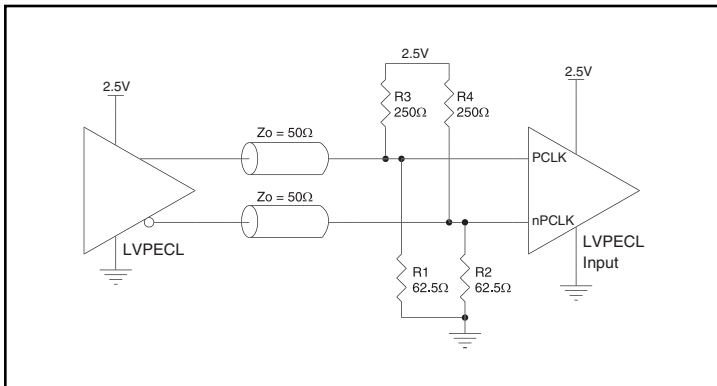 2.5V
2.5V
2.5V
R3
250Ω
R4
250Ω
Zo = 50Ω
PCLK
Zo = 50Ω
nPCLK
LVPECL
LVPECL
Input
R1
62.5Ω
R2
62.5Ω